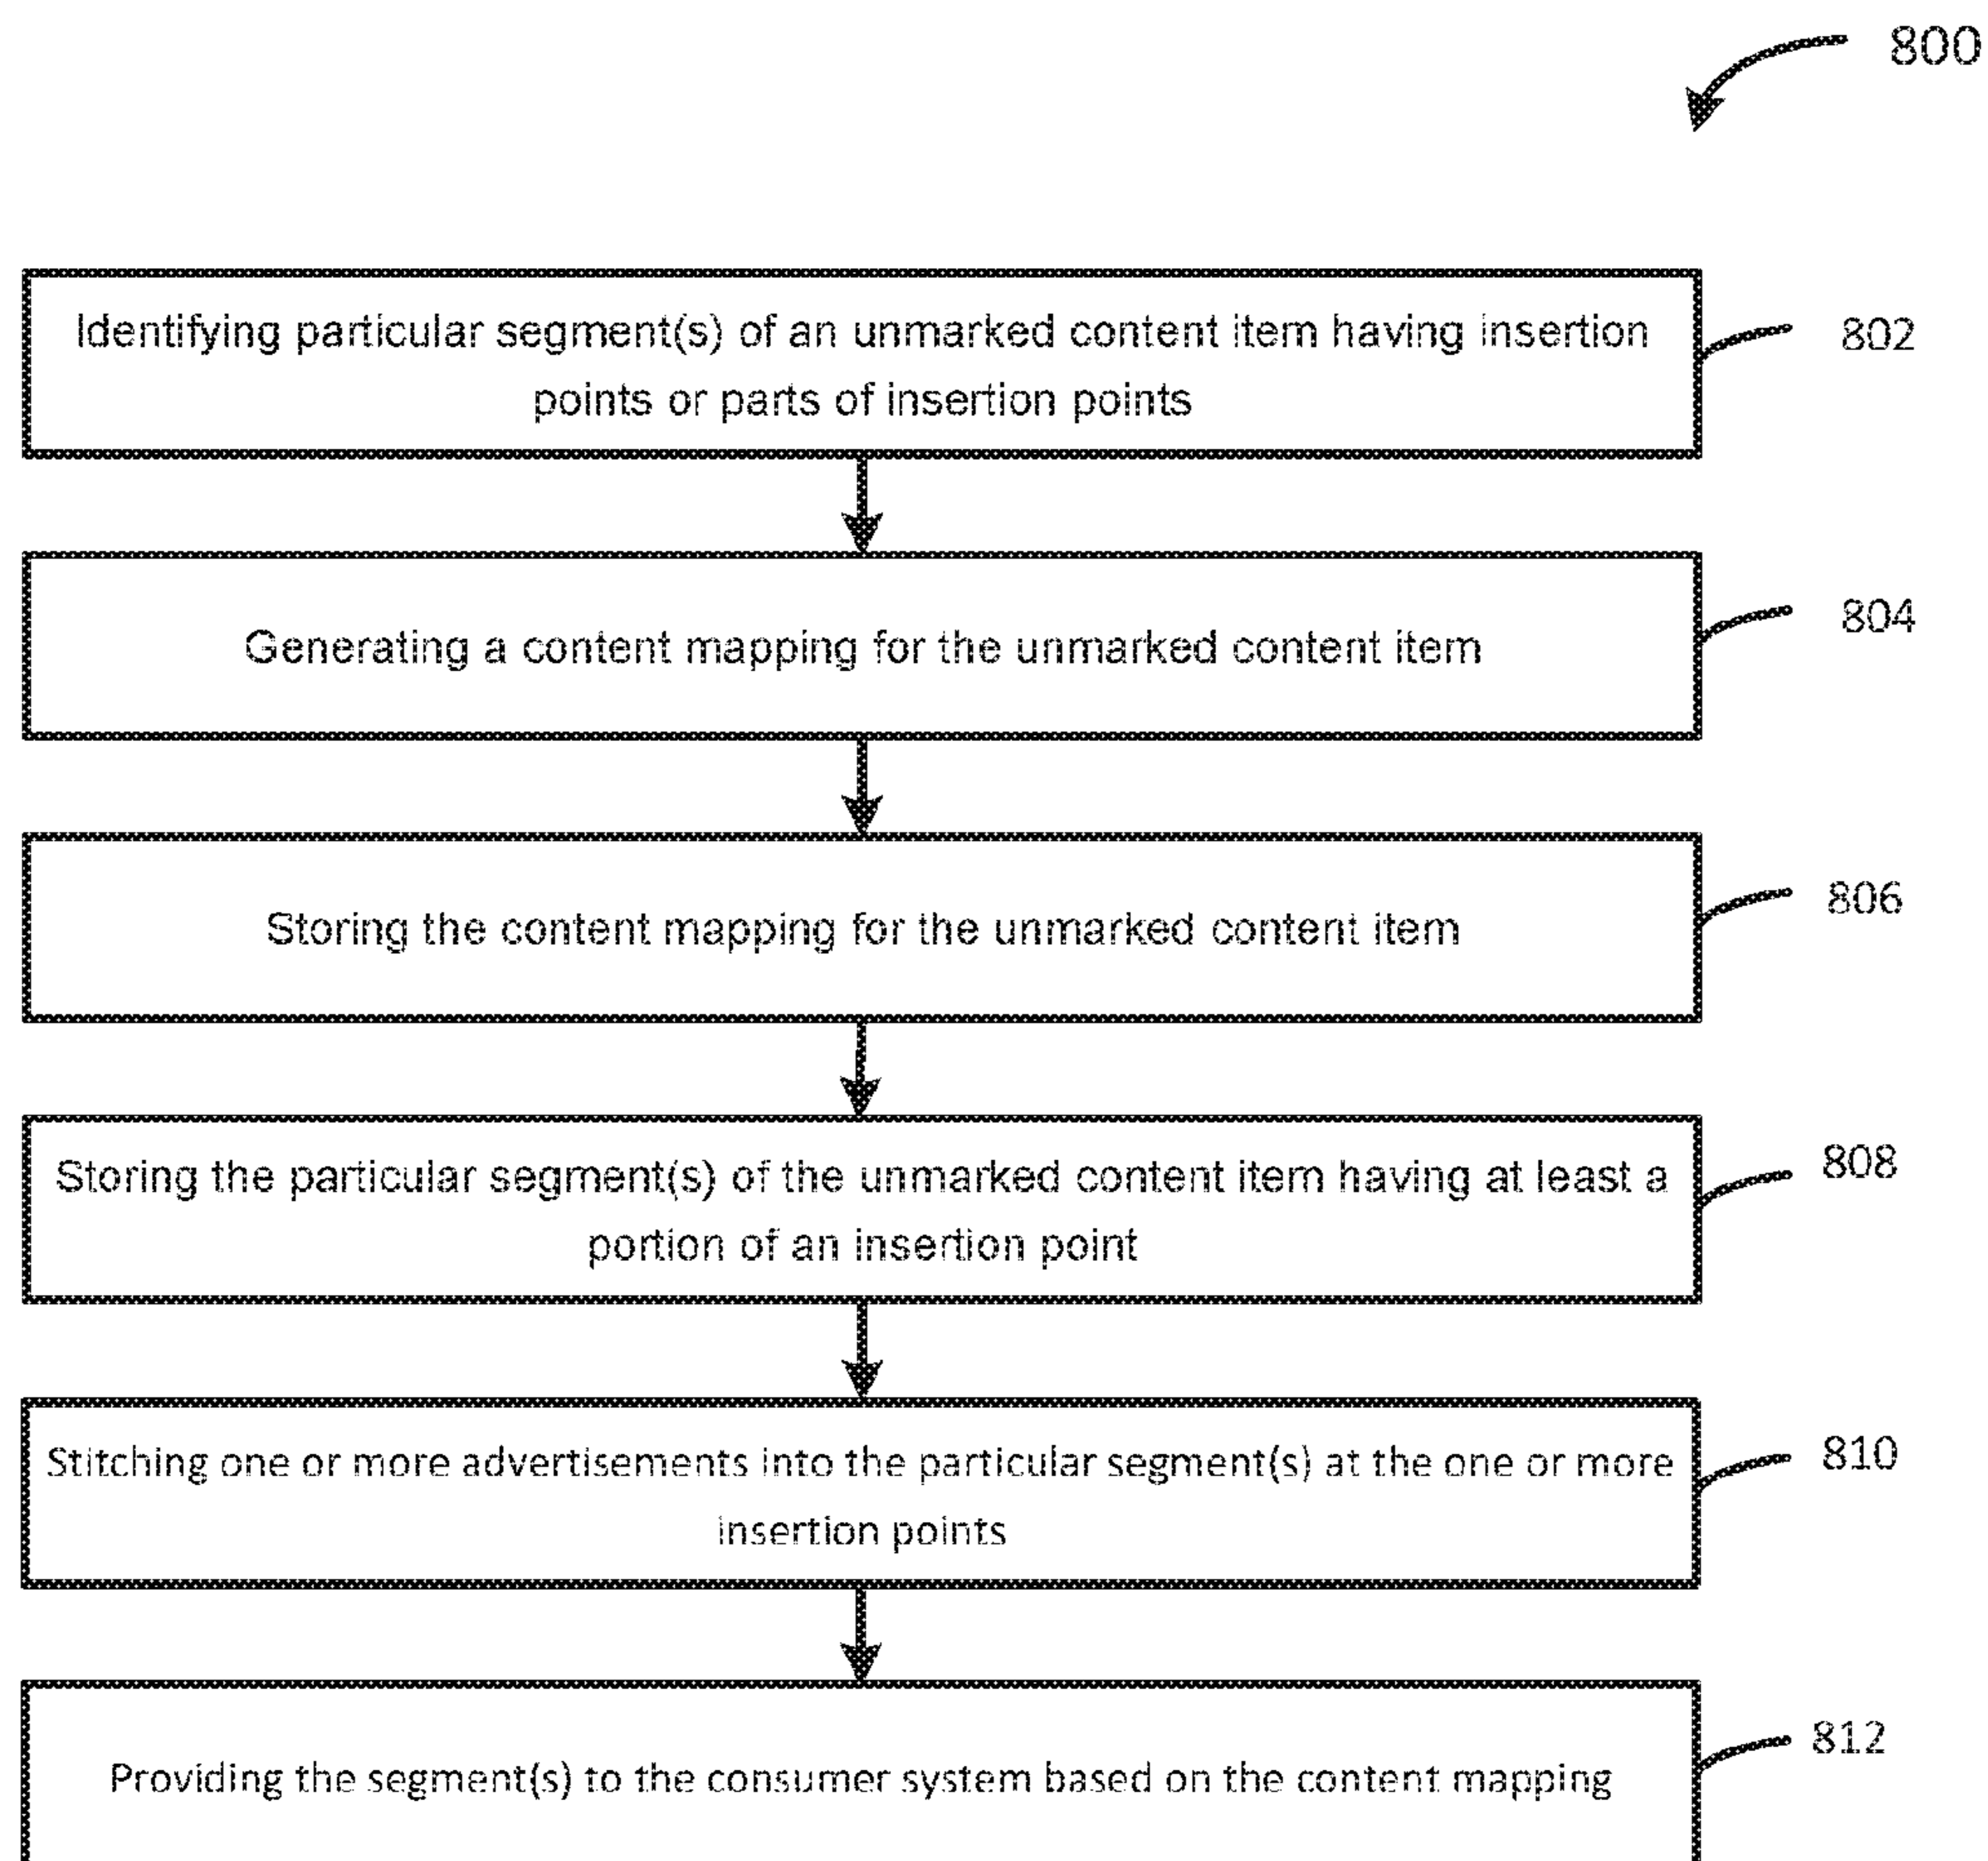 800
Identifying particular segment(s) of an unmarked content item having insertion
points or parts of insertion points
802
Generating a content mapping for the unmarked content item
804
Storing the content mapping for the unmarked content item
806
Storing the particular segment(s) of the unmarked content item having at least a
portion of an insertion point
808
Stitching one or more advertisements into the particular segment(s) at the one or more
insertion points
810
Providing the segment(s) to the consumer system based on the content mapping
812